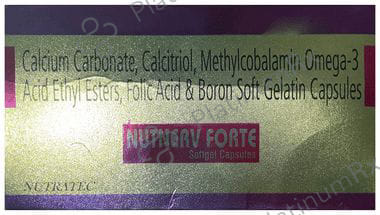 Calcium Carbonate, Calcitriol, Methylcobalamin Omega-3
Acid Ethyl Esters, Folic Acid & Boron Soft Gelatin Capsules
NUTNERV FORTE
Softgel Capsules
NUTRATEC
PlatinumRx